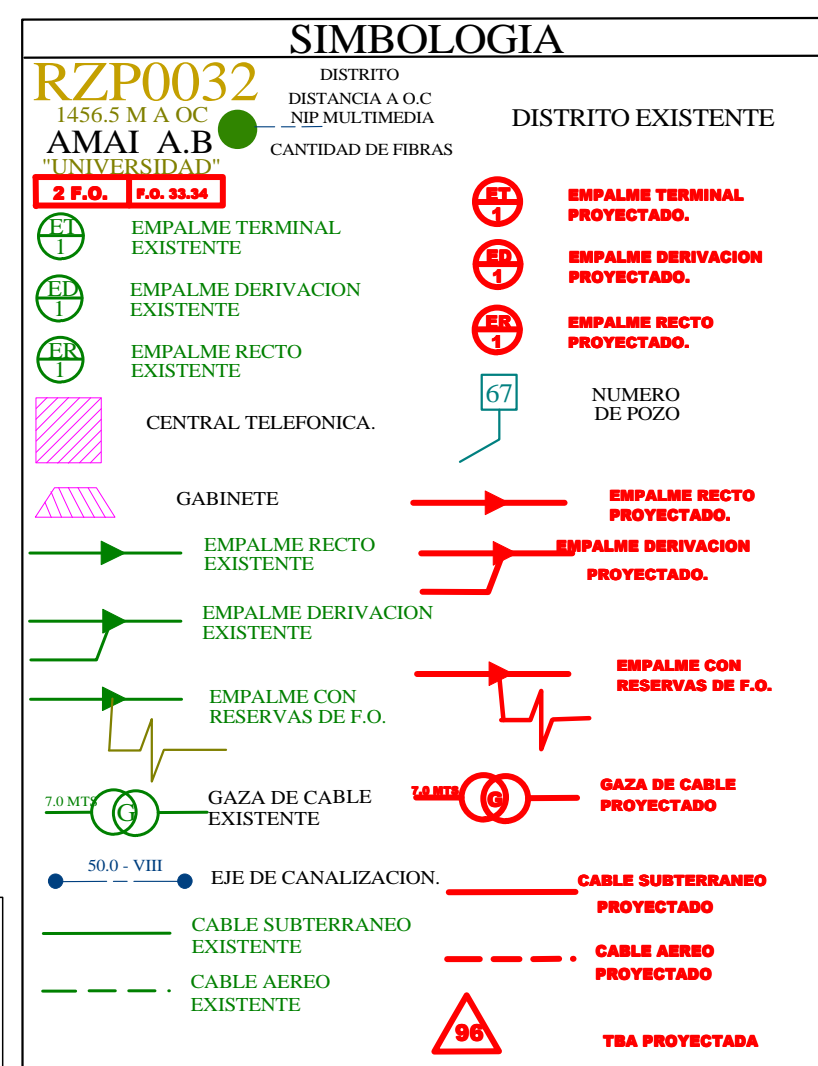 SIMBOLOGIA
RZP0032
1456.5 M A OC
AMAI A.B
"UNIVERSIDAD"
DISTRITO
DISTANCIA A O.C
NIP MULTIMEDIA
CANTIDAD DE FIBRAS
DISTRITO EXISTENTE
2 F.O. F.O. 33.34
ET
1
EMPALME TERMINAL
EXISTENTE
ET
1
EMPALME TERMINAL
PROYECTADO.
ED
1
EMPALME DERIVACION
EXISTENTE
ED
1
EMPALME DERIVACION
PROYECTADO.
ER
1
EMPALME RECTO
EXISTENTE
ER
1
EMPALME RECTO
PROYECTADO.
CENTRAL TELEFONICA.
67
NUMERO
DE POZO
GABINETE
EMPALME RECTO
PROYECTADO.
EMPALME RECTO
EXISTENTE
EMPALME DERIVACION
PROYECTADO.
EMPALME DERIVACION
EXISTENTE
EMPALME CON
RESERVAS DE F.O.
EMPALME CON
RESERVAS DE F.O.
7.0 MTS
G
GAZA DE CABLE
EXISTENTE
7.0 MTS
G
GAZA DE CABLE
PROYECTADO
50.0 - VIII
EJE DE CANALIZACION.
CABLE SUBTERRANEO
PROYECTADO
CABLE SUBTERRANEO
EXISTENTE
CABLE AEREO
PROYECTADO
CABLE AEREO
EXISTENTE
96
TBA PROYECTADA